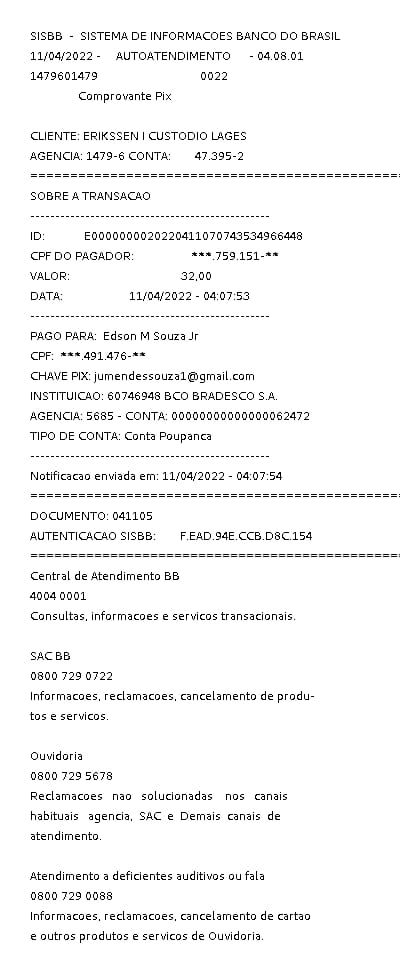 SISBB - SISTEMA DE INFORMACOES BANCO DO BRASIL
11/04/2022 - AUTOATENDIMENTO - 04.08.01
1479601479 0022
Comprovante Pix
CLIENTE: ERIKSSEN I CUSTODIO LAGES
AGENCIA: 1479-6 CONTA: 47.395-2
================================================
SOBRE A TRANSACAO
------------------------------------------------
ID: E00000000202204110707435349​66448
CPF DO PAGADOR: ***.759.151-**
VALOR: 32,00
DATA: 11/04/2022 - 04:07:53
------------------------------------------------
PAGO PARA: Edson M Souza Jr
CPF: ***.491.476-**
CHAVE PIX: jumendessouza1@gmail.com
INSTITUICAO: 60746948 BCO BRADESCO S.A.
AGENCIA: 5685 - CONTA: 00000000000000062472
TIPO DE CONTA: Conta Poupanca
------------------------------------------------
Notificacao enviada em: 11/04/2022 - 04:07:54
================================================
DOCUMENTO: 041105
AUTENTICACAO SISBB: F.EAD.94E.CCB.D8C.154
================================================
Central de Atendimento BB
4004 0001
Consultas, informacoes e servicos transacionais.
SAC BB
0800 729 0722
Informacoes, reclamacoes, cancelamento de produ-
tos e servicos.
Ouvidoria
0800 729 5678
Reclamacoes nao solucionadas nos canais
habituais agencia, SAC e Demais canais de
atendimento.
Atendimento a deficientes auditivos ou fala
0800 729 0088
Informacoes, reclamacoes, cancelamento de cartao
e outros produtos e servicos de Ouvidoria.